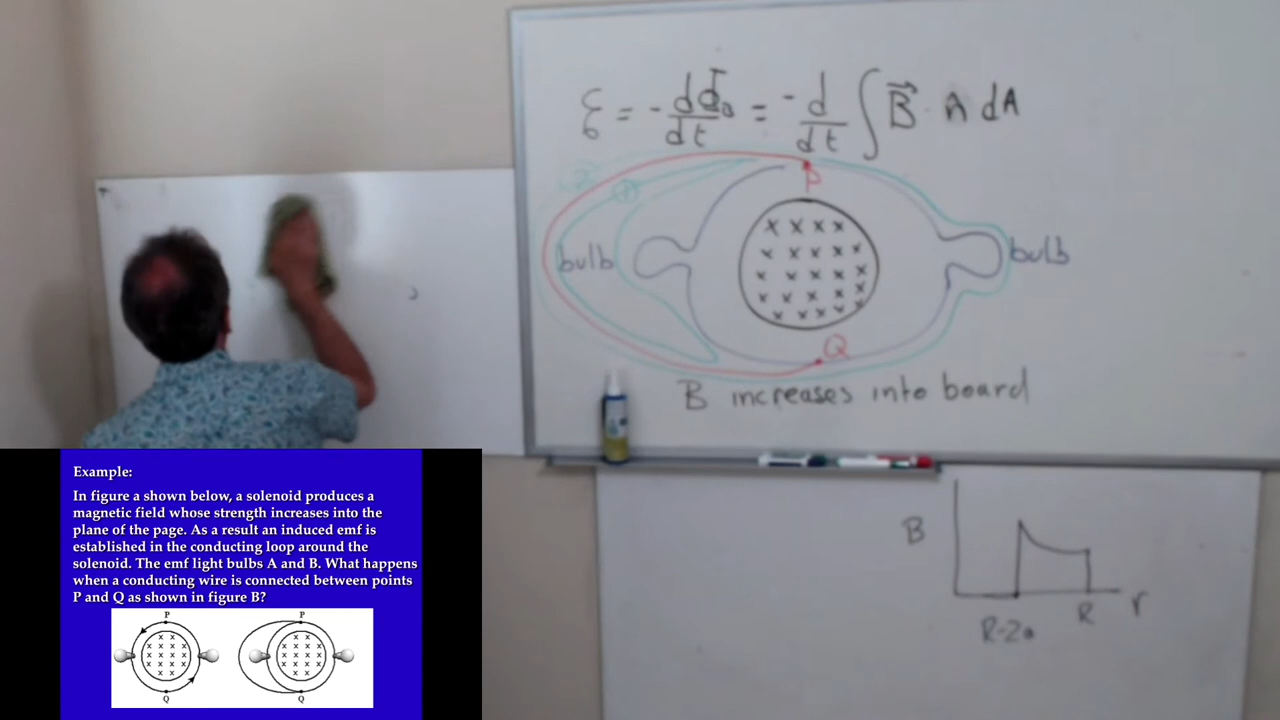 ℰ = - dΦB/dt = - d/dt ∫ B⃗ · n̂ dA
P
x x x x
bulb
x x x x
bulb
x x x x x
x x x x x
x x x x x
Q
B increases into board
B
R-2a
R
r
Example:
In figure a shown below, a solenoid produces a
magnetic field whose strength increases into the
plane of the page. As a result an induced emf is
established in the conducting loop around the
solenoid. The emf light bulbs A and B. What happens
when a conducting wire is connected between points
P and Q as shown in figure B?
P P
x x x x
x x x x x x x x
x x x x x x x x
x x x x x x x x
x x x x
Q Q